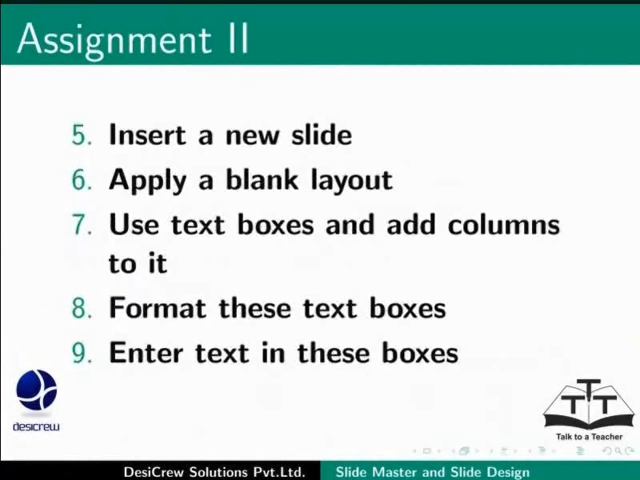 Assignment II
5. Insert a new slide
6. Apply a blank layout
7. Use text boxes and add columns
to it
8. Format these text boxes
9. Enter text in these boxes
desicrew
TTT
Talk to a Teacher
DesiCrew Solutions Pvt.Ltd. Slide Master and Slide Design